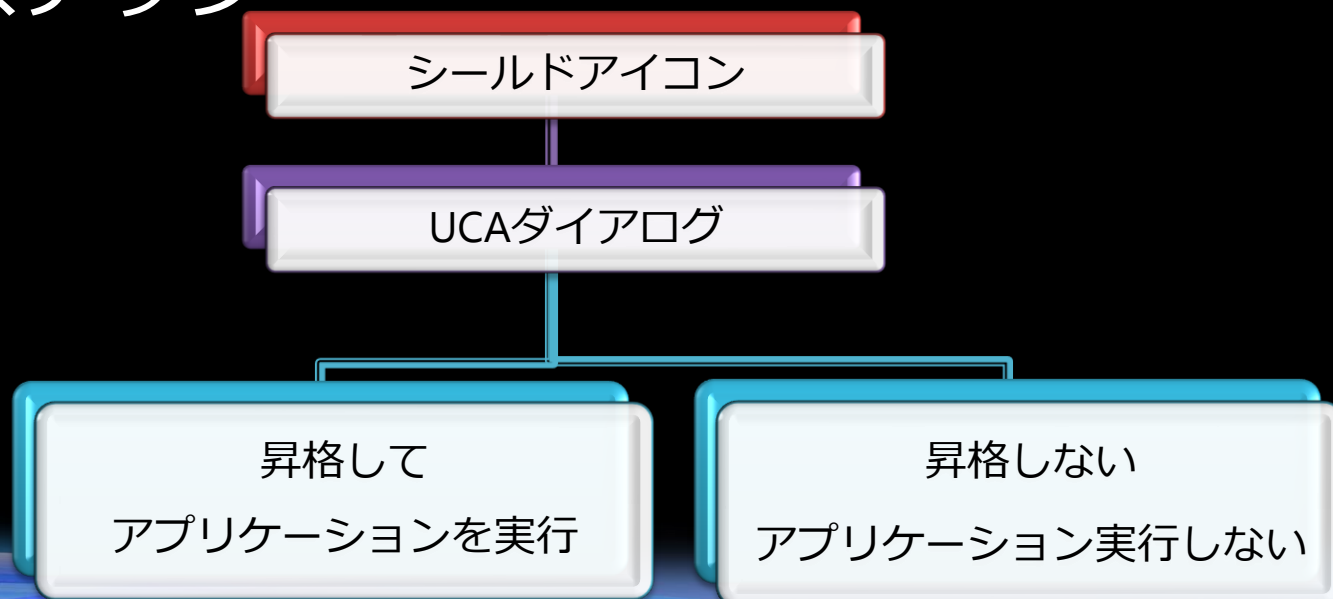 シールドアイコン
UCAダイアログ
昇格して
アプリケーションを実行
昇格しない
アプリケーション実行しない